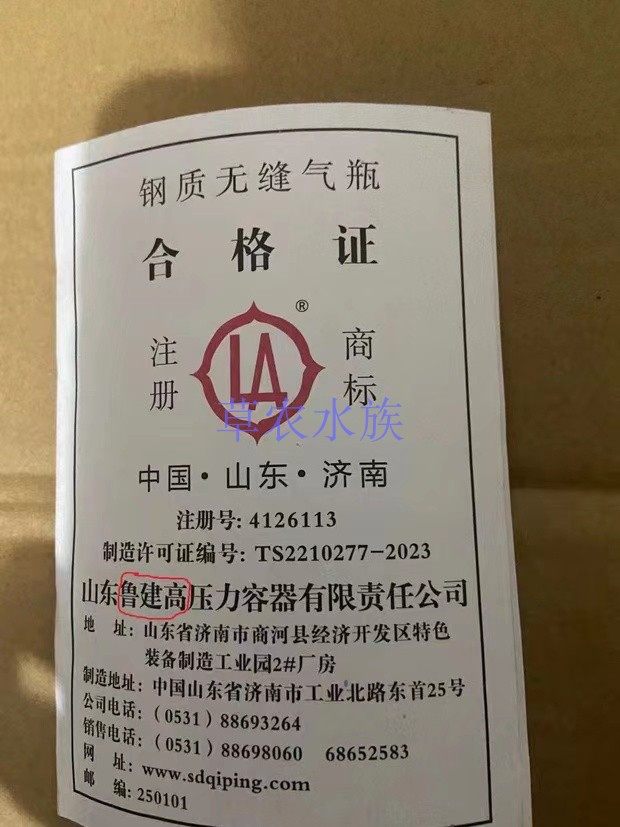 钢质无缝气瓶
合格证
®
注册
LA
商标
草农水族
中国·山东·济南
注册号: 4126113
制造许可证编号: TS2210277-2023
山东鲁建高压力容器有限责任公司
地 址: 山东省济南市商河县经济开发区特色
装备制造工业园2#厂房
制造地址: 中国山东省济南市工业北路东首25号
公司电话: (0531) 88693264
销售电话: (0531) 88698060 68652583
网 址: www.sdqiping.com
邮 编: 250101